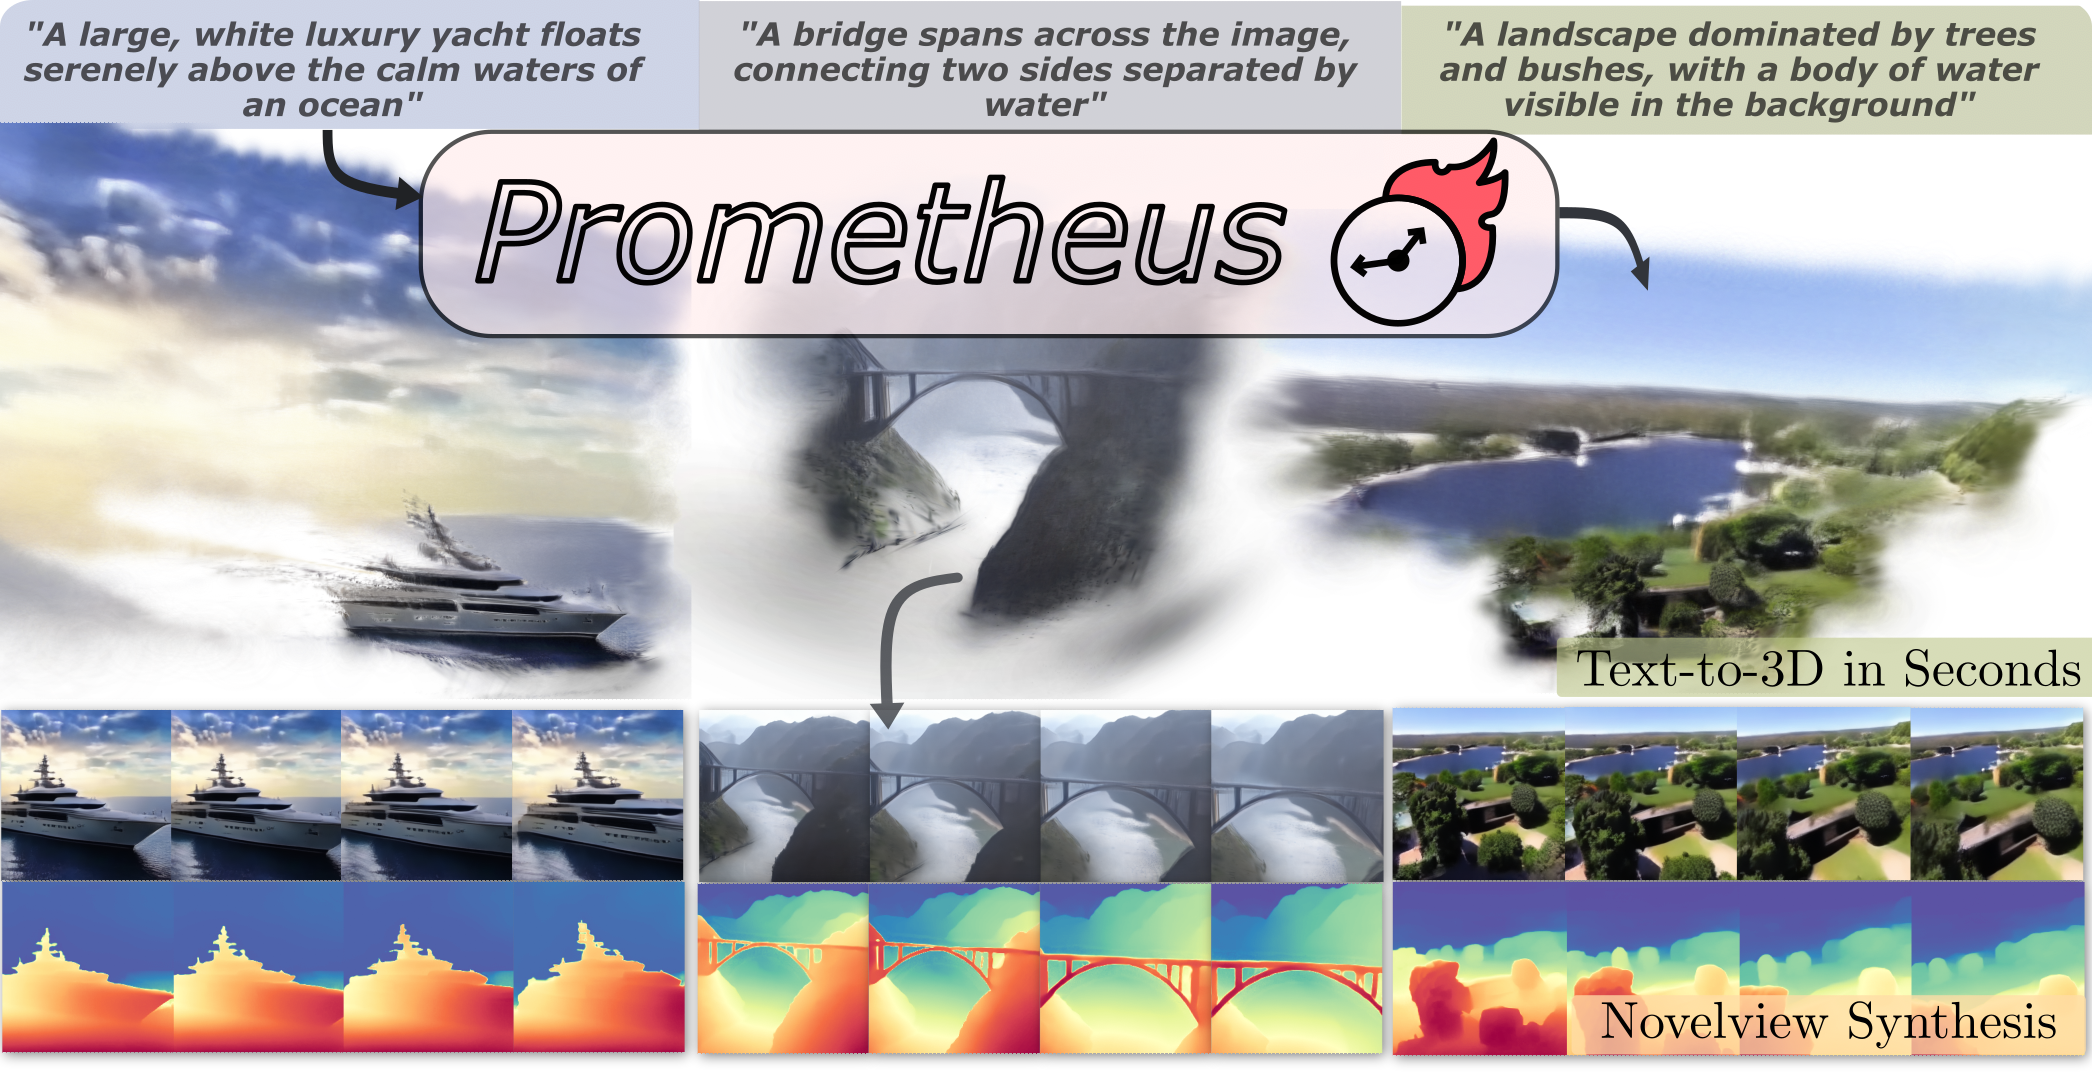 "A large, white luxury yacht floats
serenely above the calm waters of
an ocean"
"A bridge spans across the image,
connecting two sides separated by
water"
"A landscape dominated by trees
and bushes, with a body of water
visible in the background"
Prometheus
Text-to-3D in Seconds
Novelview Synthesis